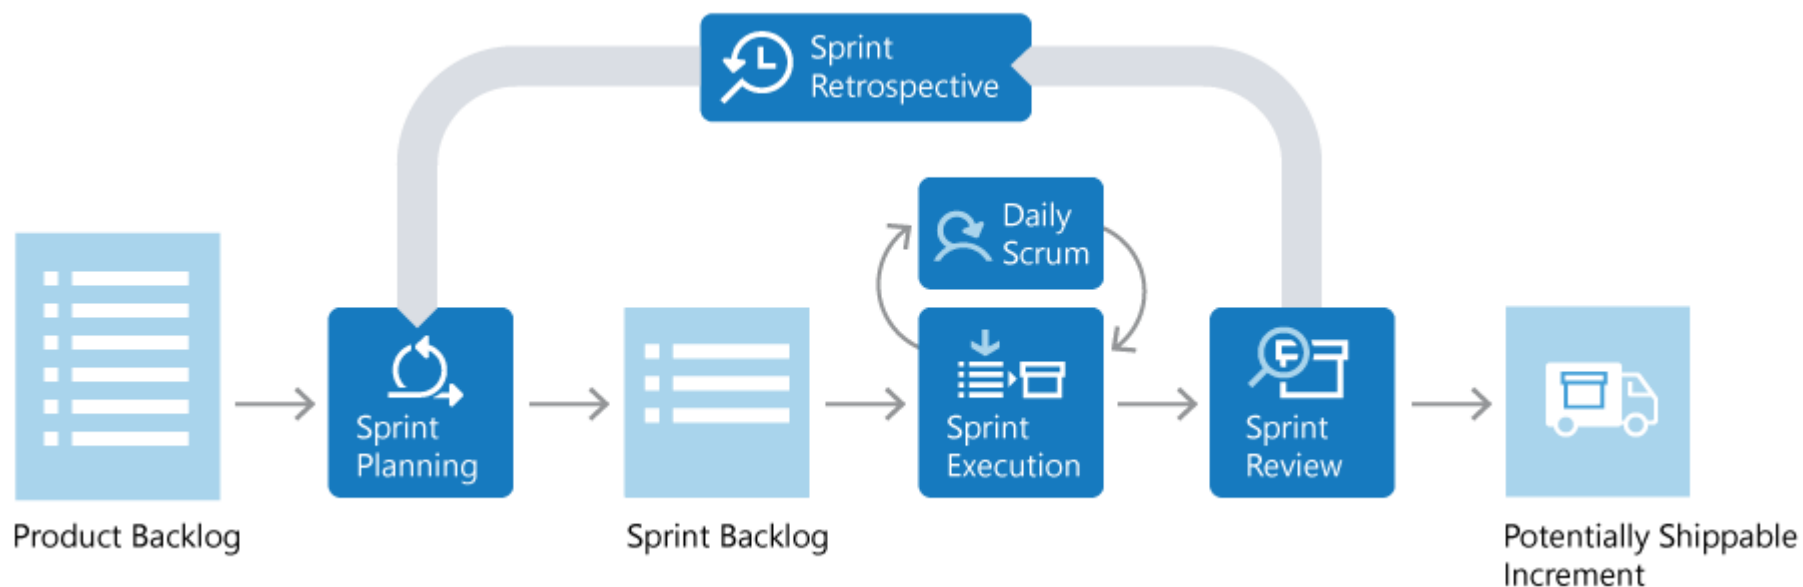 Sprint
Retrospective
Daily
Scrum
Sprint
Planning
Sprint
Execution
Sprint
Review
Product Backlog
Sprint Backlog
Potentially Shippable
Increment